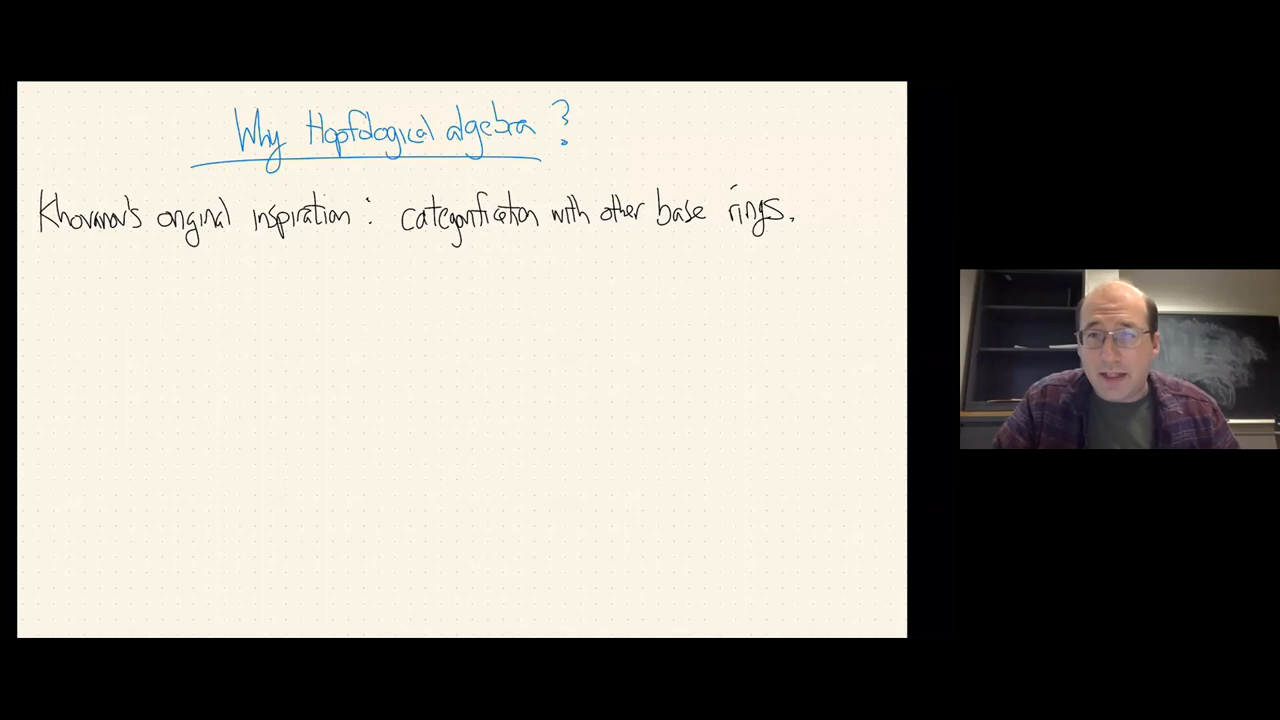 Why Hopfological algebra?
Khovanov's original inspiration: categorification with other base rings.